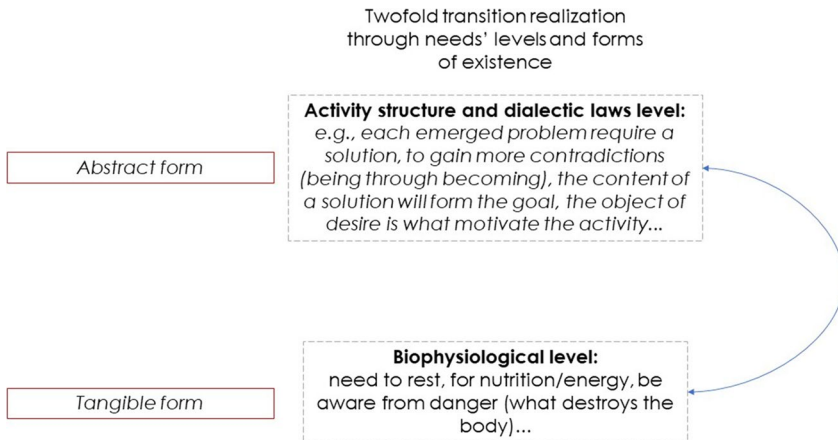 Twofold transition realization
through needs' levels and forms
of existence
Activity structure and dialectic laws level:
e.g., each emerged problem require a
solution, to gain more contradictions
(being through becoming), the content of
a solution will form the goal, the object of
desire is what motivate the activity...
Abstract form
Biophysiological level:
need to rest, for nutrition/energy, be
aware from danger (what destroys the
body)...
Tangible form